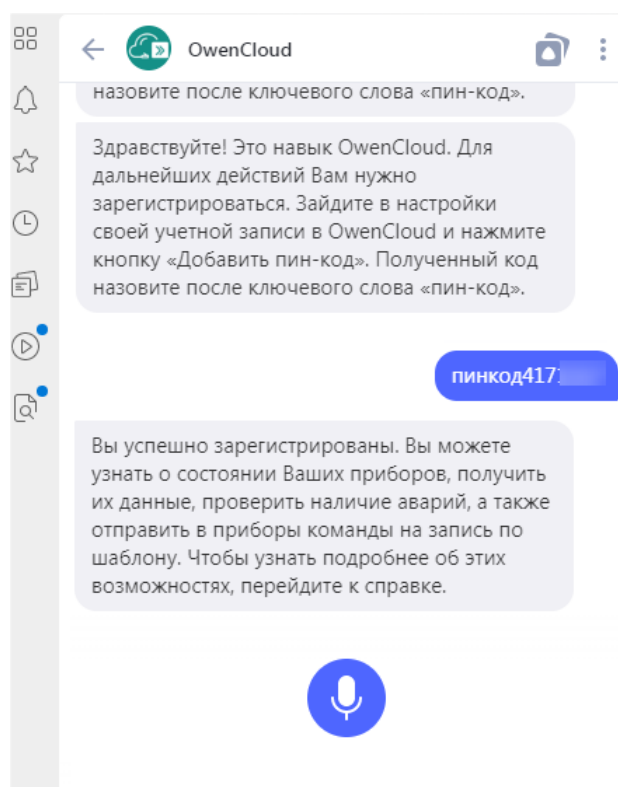 OwenCloud
назовите после ключевого слова «пин-код».
Здравствуйте! Это навык OwenCloud. Для
дальнейших действий Вам нужно
зарегистрироваться. Зайдите в настройки
своей учетной записи в OwenCloud и нажмите
кнопку «Добавить пин-код». Полученный код
назовите после ключевого слова «пин-код».
пинкод417
Вы успешно зарегистрированы. Вы можете
узнать о состоянии Ваших приборов, получить
их данные, проверить наличие аварий, а также
отправить в приборы команды на запись по
шаблону. Чтобы узнать подробнее об этих
возможностях, перейдите к справке.